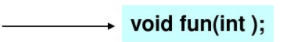 void fun(int );